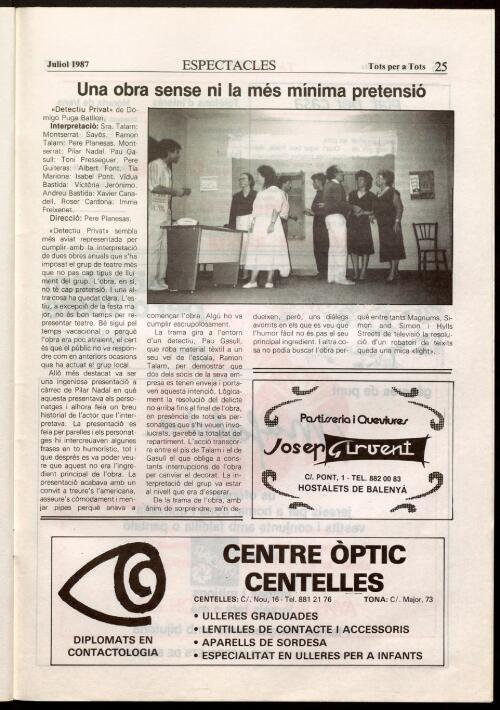 Juliol 1987
ESPECTACLES
Tots per a Tots 25
Una obra sense ni la més mínima pretensió
«Detectiu Privat» de Do-
migo Puga Batllori.
Interpretació: Sra. Talarn:
Montserrat Sayós. Ramon
Talarn: Pere Planesas. Mont-
serrat: Pilar Nadal. Pau Ga-
sull: Toni Presseguer. Pere
Guiteras: Albert Font. Tia
Mariona: Isabel Pont. Vídua
Bastida: Victòria Jerónimo.
Andreu Bastida: Xavier Cana-
dell. Roser Cardona: Imma
Freixenet.
Direcció: Pere Planesas.
«Detectiu Privat» sembla
més aviat representada per
cumplir amb la interpretació
de dues obres anuals que s'ha
imposat el grup de teatre més
que no pas cap tipus de llu-
ment del grup. L'obra, en sí,
no té cap pretensió. I una al-
tra cosa ha quedat clara. L'es-
tiu, a excepció de la festa ma-
jor, no és ben temps per re-
presentar teatre. Bé sigui pel
temps vacacional o perquè
l'obra era poc atraient, el cert
és que el públic no va respon-
dre com en anteriors ocasions
que ha actuat el grup local.
Allò més destacat va ser
una ingeniosa presentació a
càrrec de Pilar Nadal en què
aquesta presentava els perso-
natges i alhora feia un breu
historial de l'actor que l'inter-
pretava. La presentació es
feia per parelles i els personat-
ges hi intercreuaven algunes
frases en to humorístic, tot i
que després es va poder veu-
re que aquest no era l'ingre-
dient principal de l'obra. La
presentació acabava amb un
convit a treure's l'americana,
asseure's còmodament i men-
jar pipes perquè anava a
començar l'obra. Algú ho va
cumplir escrupolosament.
La trama gira a l'entorn
d'un detectiu, Pau Gasull,
que roba material tèxtil a un
seu veí de l'escala, Ramon
Talarn, per demostrar que
dos dels socis de la seva em-
presa es tenen enveja i porta-
ven aquesta intenció. Lògica-
ment la resolució del delicte
no arriba fins al final de l'obra,
en presència de tots els per-
sonatges que s'hi veuen invo-
lucrats, gairebé la totalitat del
repartiment. L'acció transcor-
re entre el pis de Talarn i el de
Gasull el que obliga a cons-
tants interrupcions de l'obra
per canviar el decorat. La in-
terpretació del grup va estar
al nivell que era d'esperar.
De la trama de l'obra, amb
ànim de sorprendre, se'n de-
dueixen, però, uns diàlegs
avorrits en els que es veu que
l'humor fàcil no és pas el seu
principal ingredient. I altra co-
sa no podia buscar l'obra per-
què entre tants Magnums, Si-
mon and Simon i Hylls
Streets de televisió la resolu-
ció d'un robatori de teixits
queda una mica «light».
Pastisseria i Queviures
Josep Girvent
C/. PONT, 1 - TEL. 882 00 83
HOSTALETS DE BALENYÀ
CENTRE ÒPTIC
CENTELLES
CENTELLES: C/. Nou, 16 - Tel. 881 21 76 TONA: C/. Major, 73
• ULLERES GRADUADES
• LENTILLES DE CONTACTE I ACCESSORIS
• APARELLS DE SORDESA
• ESPECIALITAT EN ULLERES PER A INFANTS
DIPLOMATS EN
CONTACTOLOGIA